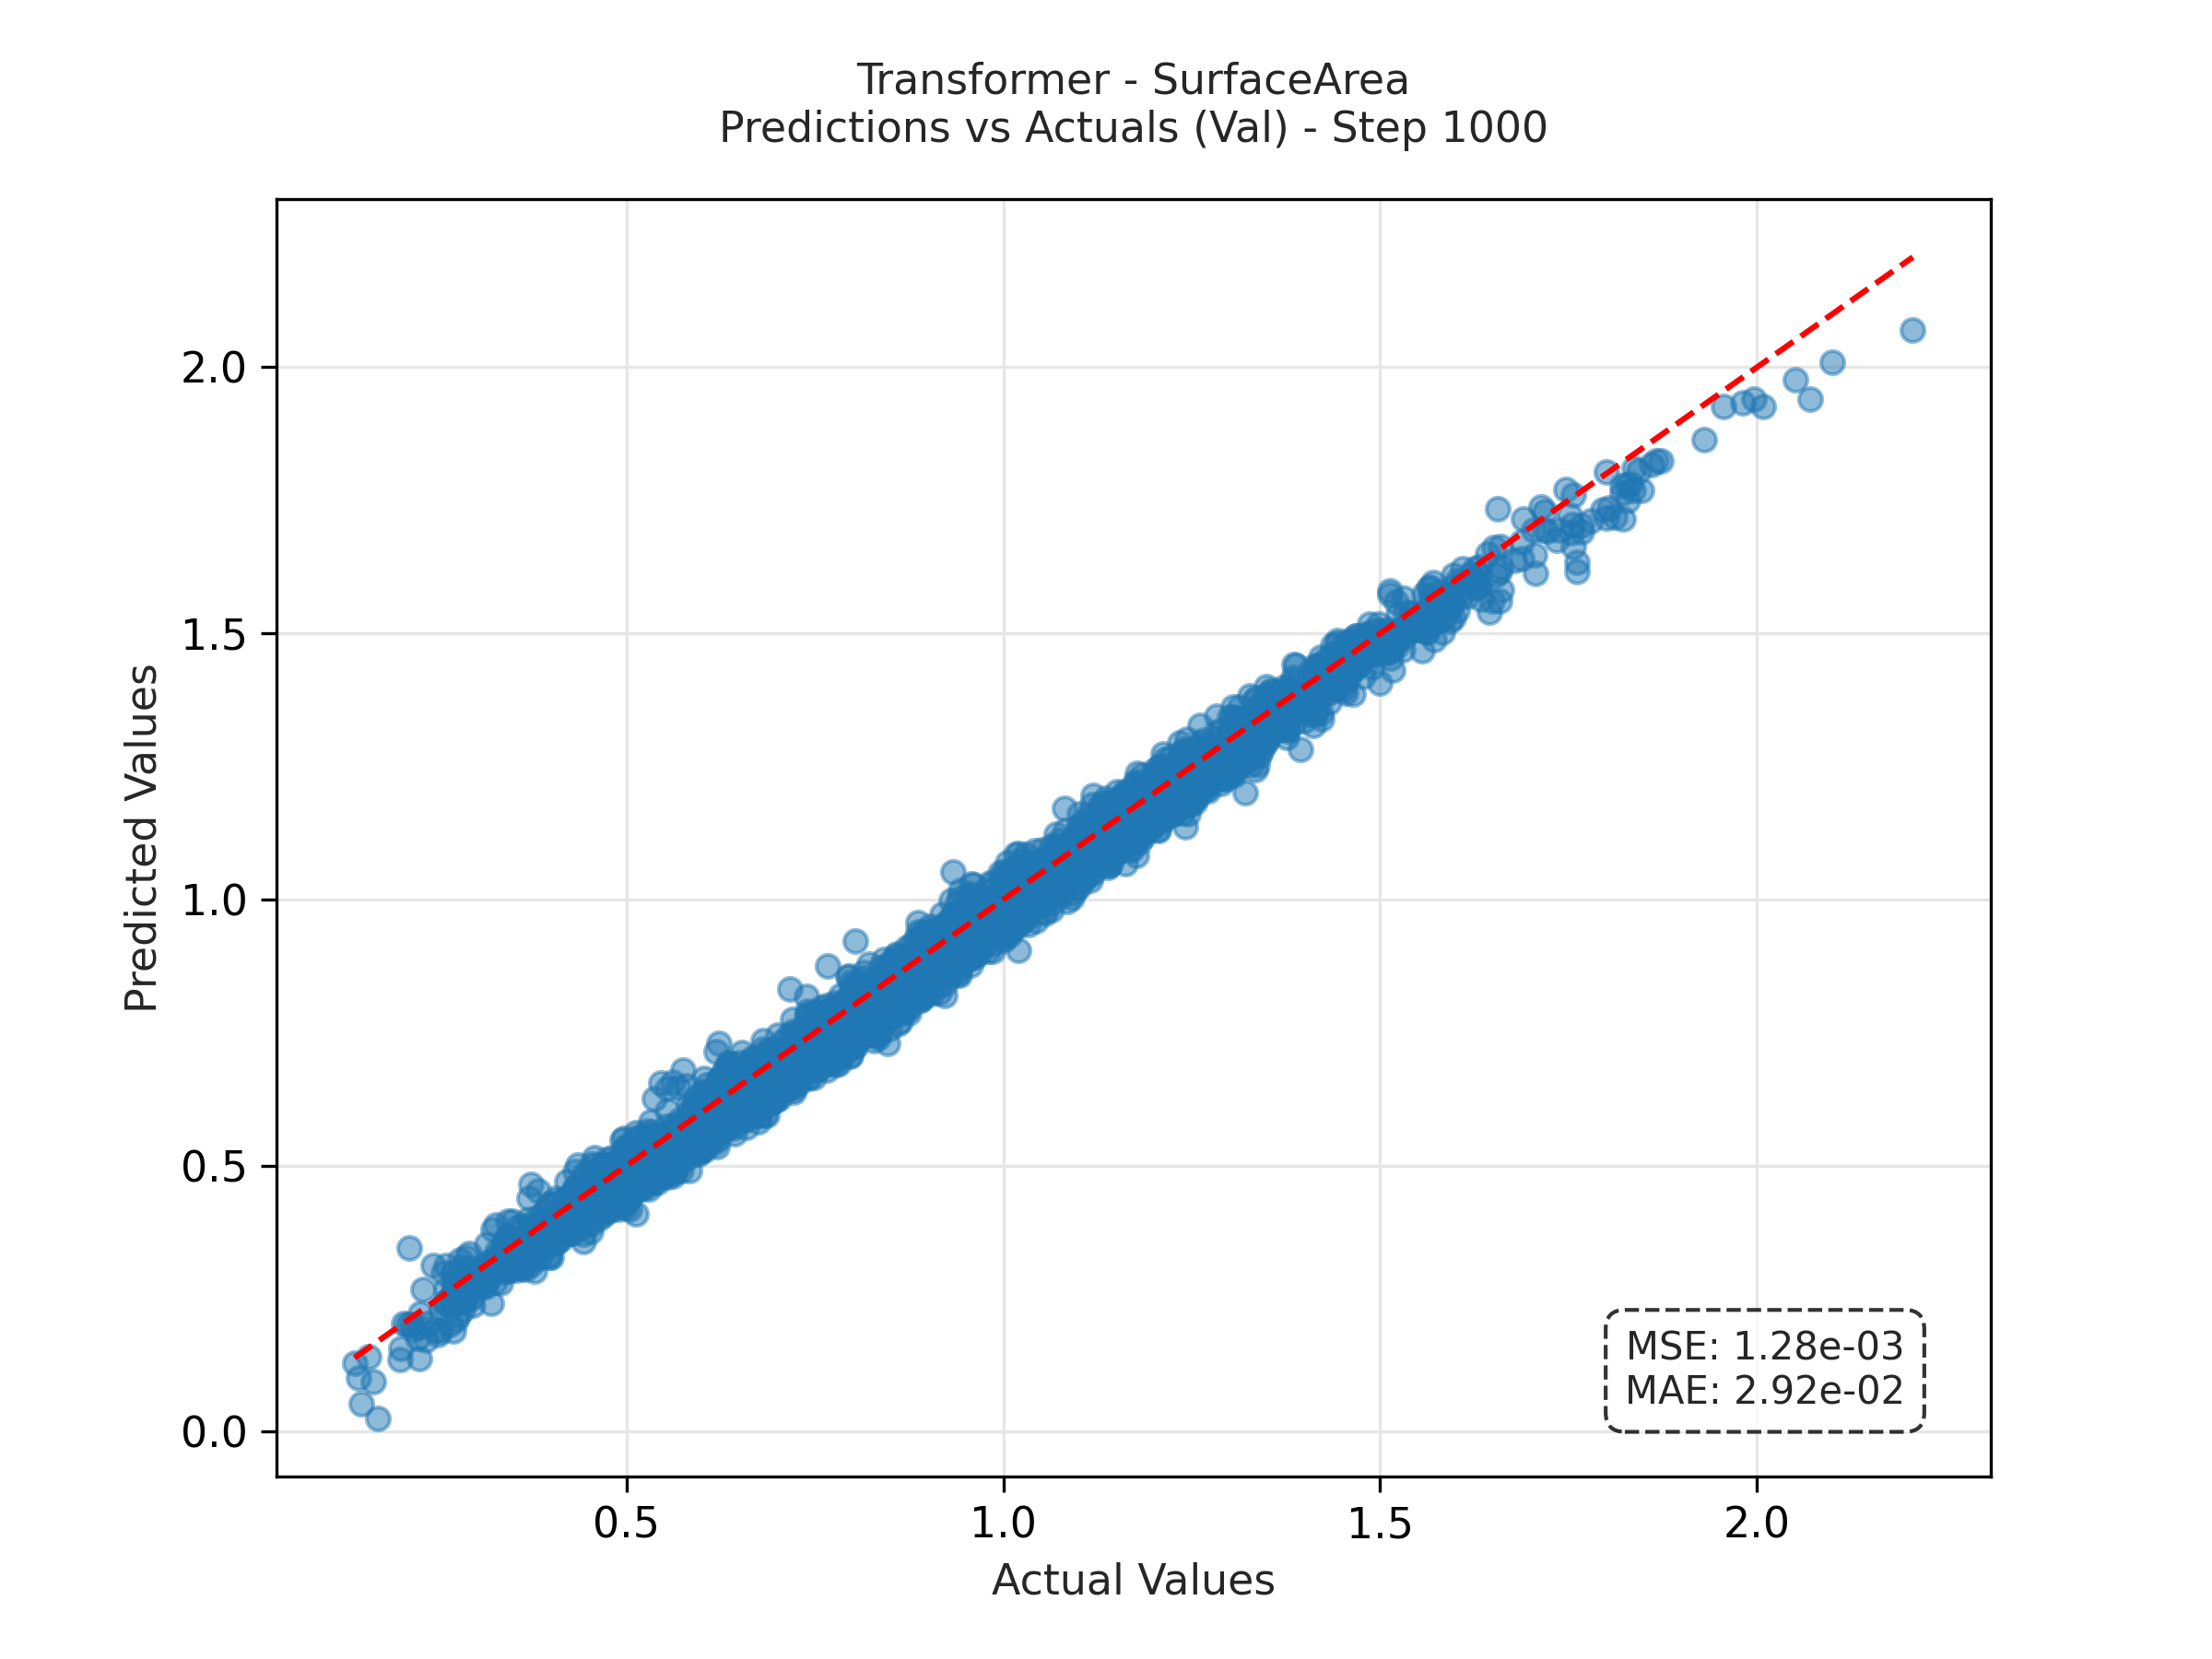 Transformer - SurfaceArea
Predictions vs Actuals (Val) - Step 1000
Predicted Values
2.0
1.5
1.0
0.5
0.0
MSE: 1.28e-03
MAE: 2.92e-02
0.5 1.0 1.5 2.0
Actual Values